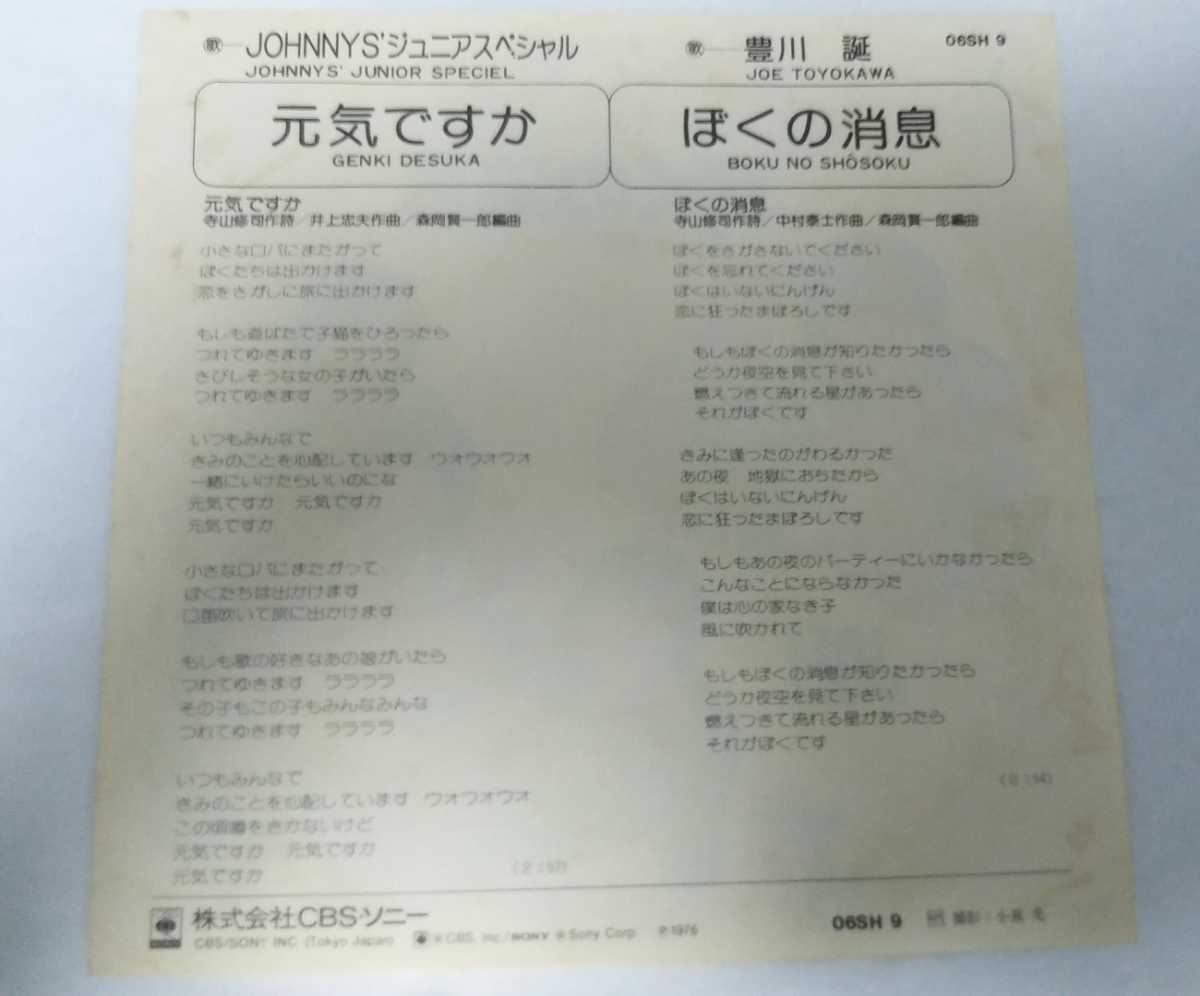 歌 JOHNNYS'ジュニアスペシャル
JOHNNYS' JUNIOR SPECIEL
元気ですか
GENKI DESUKA
元気ですか
寺山修司作詩/井上忠夫作曲/森岡賢一郎編曲
小さなロバにまたがって
ぼくたちは出かけます
恋をさがしに旅に出かけます
もしも道ばたで子猫をひろったら
つれてゆきます ララララ
さびしそうな女の子がいたら
つれてゆきます ララララ
いつもみんなで
きみのことを心配しています ウォウォウォ
一緒にいけたらいいのにな
元気ですか 元気ですか
元気ですか
小さなロバにまたがって
ぼくたちは出かけます
口笛吹いて旅に出かけます
もしも歌の好きなあの娘がいたら
つれてゆきます ララララ
その子もこの子もみんなみんな
つれてゆきます ララララ
いつもみんなで
きみのことを心配しています ウォウォウォ
この頃噂をきかないけど
元気ですか 元気ですか
元気ですか
(2:57)
歌 豊川 誕
JOE TOYOKAWA
06SH 9
ぼくの消息
BOKU NO SHÔSOKU
ぼくの消息
寺山修司作詩/中村泰士作曲/森岡賢一郎編曲
ぼくをさがさないでください
ぼくを忘れてください
ぼくはいないにんげん
恋に狂ったまぼろしです
もしもぼくの消息が知りたかったら
どうか夜空を見て下さい
燃えつきて流れる星があったら
それがぼくです
きみに逢ったのがわるかった
あの夜 地獄におちたから
ぼくはいないにんげん
恋に狂ったまぼろしです
もしもあの夜のパーティーにいかなかったら
こんなことにならなかった
僕は心の家なき子
風に吹かれて
もしもぼくの消息が知りたかったら
どうか夜空を見て下さい
燃えつきて流れる星があったら
それがぼくです
(2:54)
株式会社CBS・ソニー
CBS/SONY INC. (Tokyo Japan)
® CBS, Inc./SONY ® Sony Corp. ℗1976
06SH 9
撮影:小泉